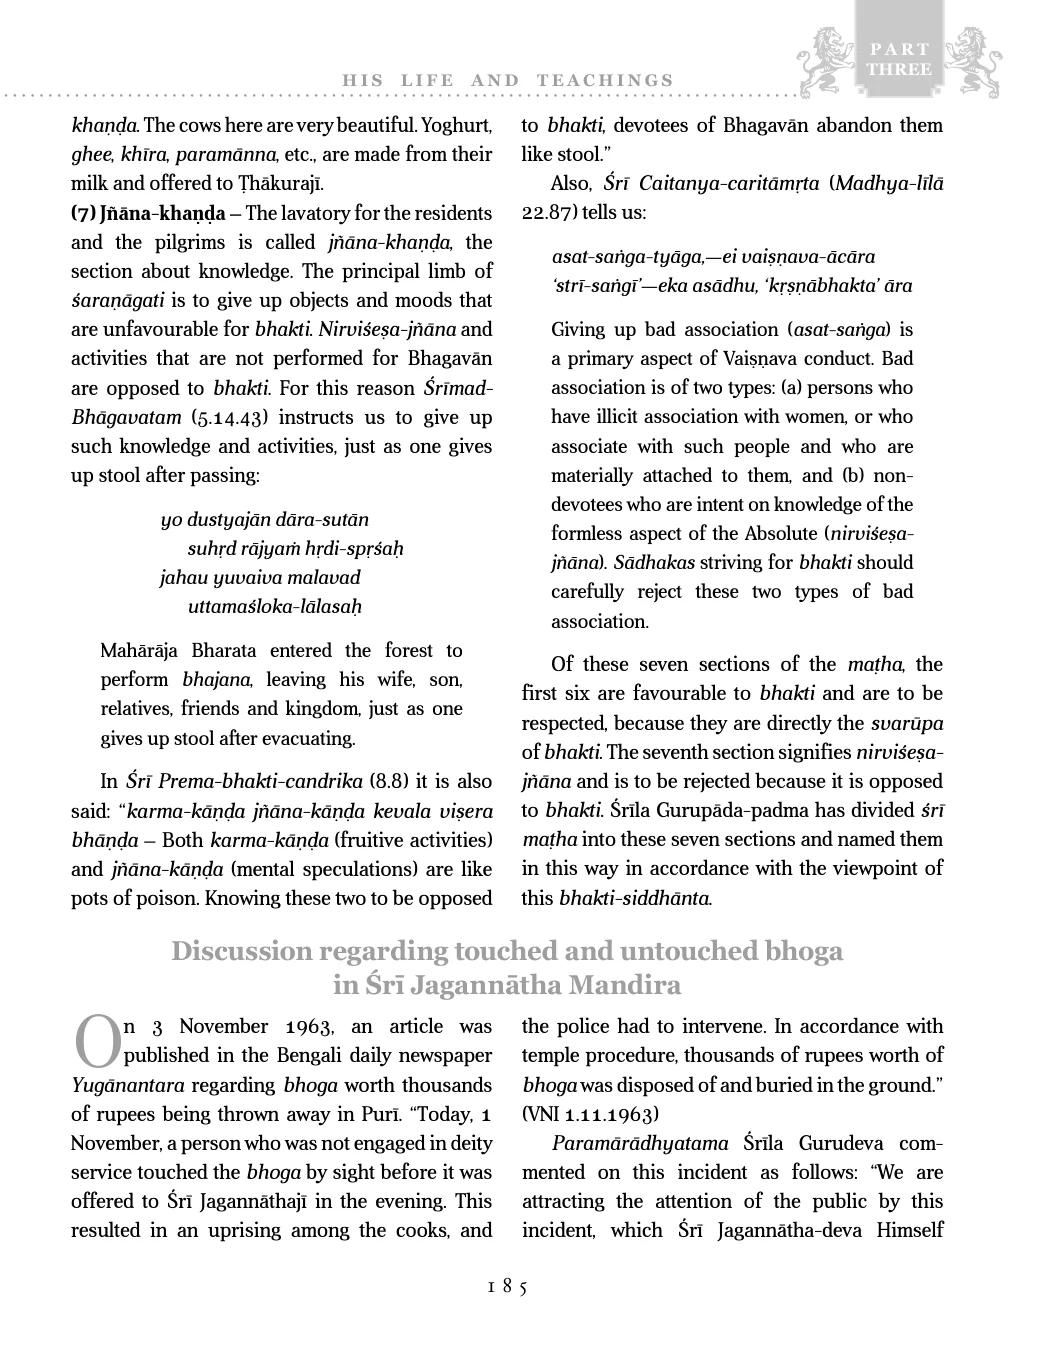 PART
THREE
HIS LIFE AND TEACHINGS
khaṇḍa. The cows here are very beautiful. Yoghurt,
ghee, khīra, paramānna, etc., are made from their
milk and offered to Ṭhākurajī.
(7) Jñāna-khaṇḍa – The lavatory for the residents
and the pilgrims is called jñāna-khaṇḍa, the
section about knowledge. The principal limb of
śaraṇāgati is to give up objects and moods that
are unfavourable for bhakti. Nirviśeṣa-jñāna and
activities that are not performed for Bhagavān
are opposed to bhakti. For this reason Śrīmad-
Bhāgavatam (5.14.43) instructs us to give up
such knowledge and activities, just as one gives
up stool after passing:
yo dustyajān dāra-sutān
suhṛd rājyaṁ hṛdi-spṛśaḥ
jahau yuvaiva malavad
uttamaśloka-lālasaḥ
Mahārāja Bharata entered the forest to
perform bhajana, leaving his wife, son,
relatives, friends and kingdom, just as one
gives up stool after evacuating.
In Śrī Prema-bhakti-candrika (8.8) it is also
said: “karma-kāṇḍa jñāna-kāṇḍa kevala viṣera
bhāṇḍa – Both karma-kāṇḍa (fruitive activities)
and jñāna-kāṇḍa (mental speculations) are like
pots of poison. Knowing these two to be opposed
to bhakti, devotees of Bhagavān abandon them
like stool.”
Also, Śrī Caitanya-caritāmṛta (Madhya-līlā
22.87) tells us:
asat-saṅga-tyāga,—ei vaiṣṇava-ācāra
‘strī-saṅgī’—eka asādhu, ‘kṛṣṇābhakta’ āra
Giving up bad association (asat-saṅga) is
a primary aspect of Vaiṣṇava conduct. Bad
association is of two types: (a) persons who
have illicit association with women, or who
associate with such people and who are
materially attached to them, and (b) non-
devotees who are intent on knowledge of the
formless aspect of the Absolute (nirviśeṣa-
jñāna). Sādhakas striving for bhakti should
carefully reject these two types of bad
association.
Of these seven sections of the maṭha, the
first six are favourable to bhakti and are to be
respected, because they are directly the svarūpa
of bhakti. The seventh section signifies nirviśeṣa-
jñāna and is to be rejected because it is opposed
to bhakti. Śrīla Gurupāda-padma has divided śrī
maṭha into these seven sections and named them
in this way in accordance with the viewpoint of
this bhakti-siddhānta.
Discussion regarding touched and untouched bhoga
in Śrī Jagannātha Mandira
On 3 November 1963, an article was
published in the Bengali daily newspaper
Yugānantara regarding bhoga worth thousands
of rupees being thrown away in Purī. “Today, 1
November, a person who was not engaged in deity
service touched the bhoga by sight before it was
offered to Śrī Jagannāthajī in the evening. This
resulted in an uprising among the cooks, and
the police had to intervene. In accordance with
temple procedure, thousands of rupees worth of
bhoga was disposed of and buried in the ground.”
(VNI 1.11.1963)
Paramārādhyatama Śrīla Gurudeva com-
mented on this incident as follows: “We are
attracting the attention of the public by this
incident, which Śrī Jagannātha-deva Himself
185